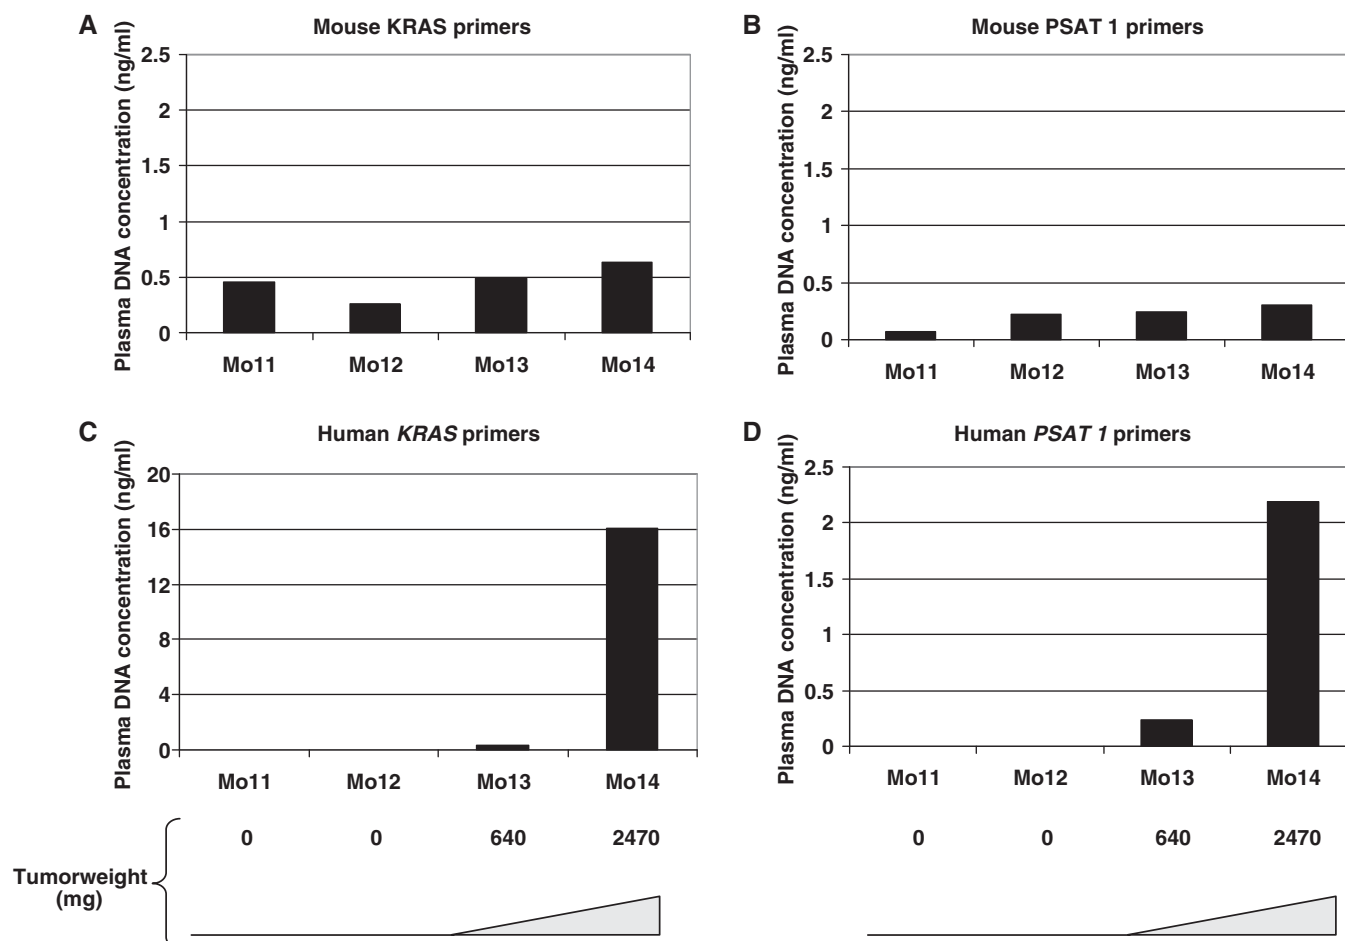 A
Mouse KRAS primers
Plasma DNA concentration (ng/ml)
2.5
2
1.5
1
0.5
0
Mo11 Mo12 Mo13 Mo14
B
Mouse PSAT 1 primers
Plasma DNA concentration (ng/ml)
2.5
2
1.5
1
0.5
0
Mo11 Mo12 Mo13 Mo14
C
Human KRAS primers
Plasma DNA concentration (ng/ml)
20
16
12
8
4
0
Mo11 Mo12 Mo13 Mo14
D
Human PSAT 1 primers
Plasma DNA concentration (ng/ml)
2.5
2
1.5
1
0.5
0
Mo11 Mo12 Mo13 Mo14
Tumorweight
(mg)
0 0 640 2470
0 0 640 2470